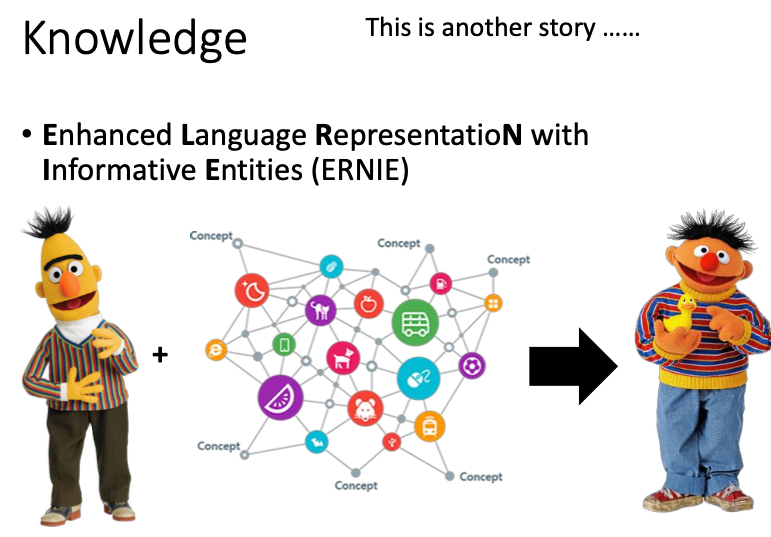 Knowledge
This is another story ……
• Enhanced Language RepresentatioN with
Informative Entities (ERNIE)
Concept
Concept
Concept
+
Concept
Concept
Concept